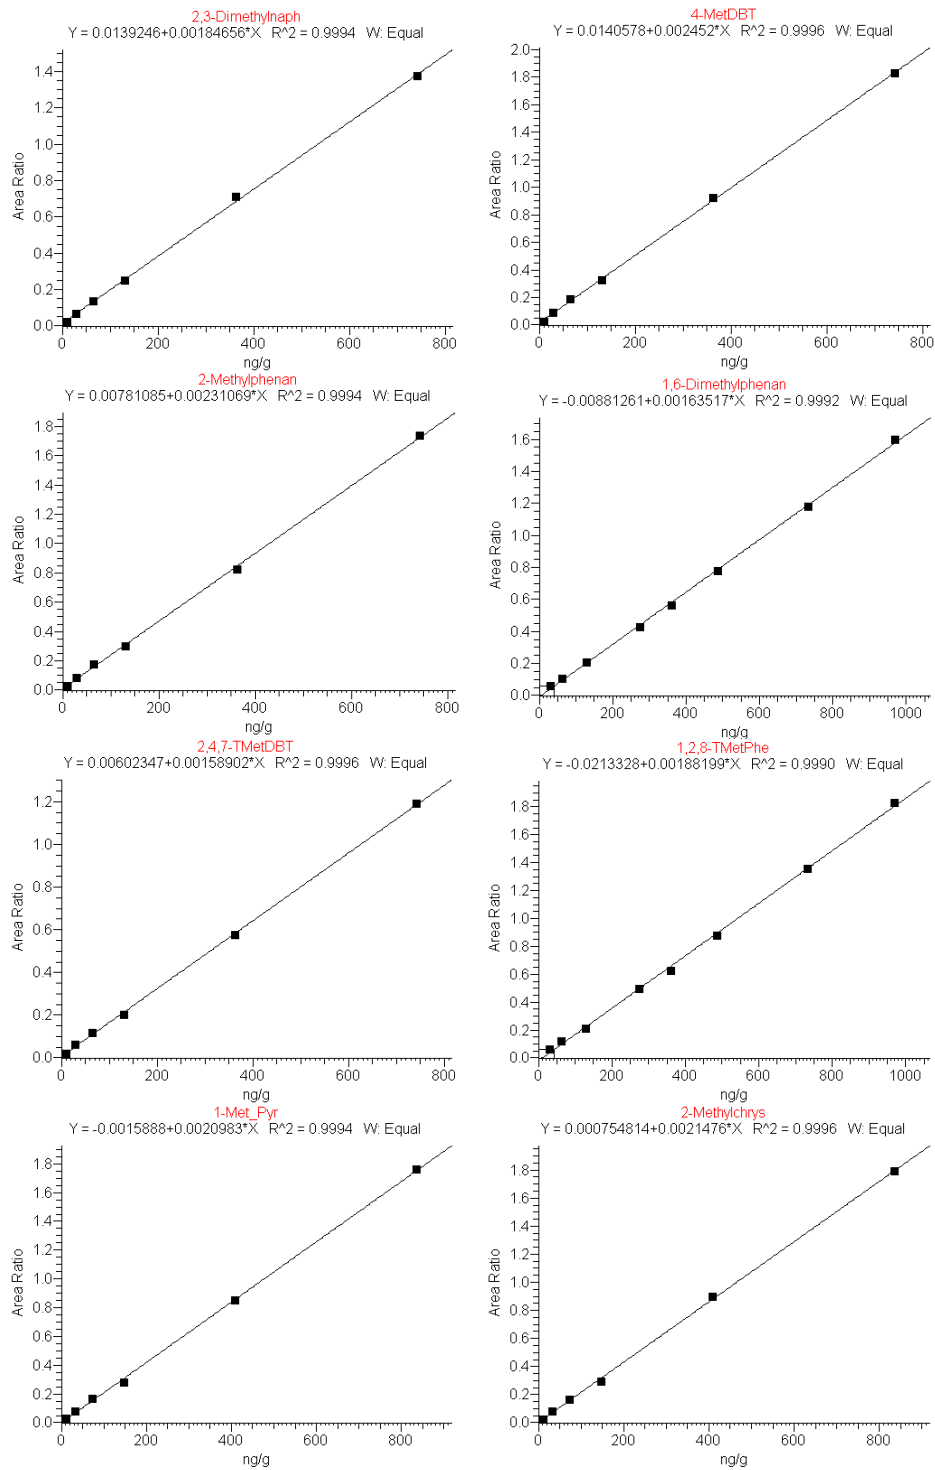 2,3-Dimethylnaph
Y = 0.0139246+0.00184656*X R^2 = 0.9994 W: Equal
1.4
1.2
1.0
0.8
0.6
0.4
0.2
0.0
Area Ratio
0 200 400 600 800
ng/g
4-MetDBT
Y = 0.0140578+0.002452*X R^2 = 0.9996 W: Equal
2.0
1.8
1.6
1.4
1.2
1.0
0.8
0.6
0.4
0.2
0.0
Area Ratio
0 200 400 600 800
ng/g
2-Methylphenan
Y = 0.00781085+0.00231069*X R^2 = 0.9994 W: Equal
1.8
1.6
1.4
1.2
1.0
0.8
0.6
0.4
0.2
0.0
Area Ratio
0 200 400 600 800
ng/g
1,6-Dimethylphenan
Y = -0.00881261+0.00163517*X R^2 = 0.9992 W: Equal
1.6
1.4
1.2
1.0
0.8
0.6
0.4
0.2
0.0
Area Ratio
0 200 400 600 800 1000
ng/g
2,4,7-TMetDBT
Y = 0.00602347+0.00158902*X R^2 = 0.9996 W: Equal
1.2
1.0
0.8
0.6
0.4
0.2
0.0
Area Ratio
0 200 400 600 800
ng/g
1,2,8-TMetPhe
Y = -0.0213328+0.00188199*X R^2 = 0.9990 W: Equal
1.8
1.6
1.4
1.2
1.0
0.8
0.6
0.4
0.2
0.0
Area Ratio
0 200 400 600 800 1000
ng/g
1-Met_Pyr
Y = -0.0015888+0.0020983*X R^2 = 0.9994 W: Equal
1.8
1.6
1.4
1.2
1.0
0.8
0.6
0.4
0.2
0.0
Area Ratio
0 200 400 600 800
ng/g
2-Methylchrys
Y = 0.000754814+0.0021476*X R^2 = 0.9996 W: Equal
1.8
1.6
1.4
1.2
1.0
0.8
0.6
0.4
0.2
0.0
Area Ratio
0 200 400 600 800
ng/g